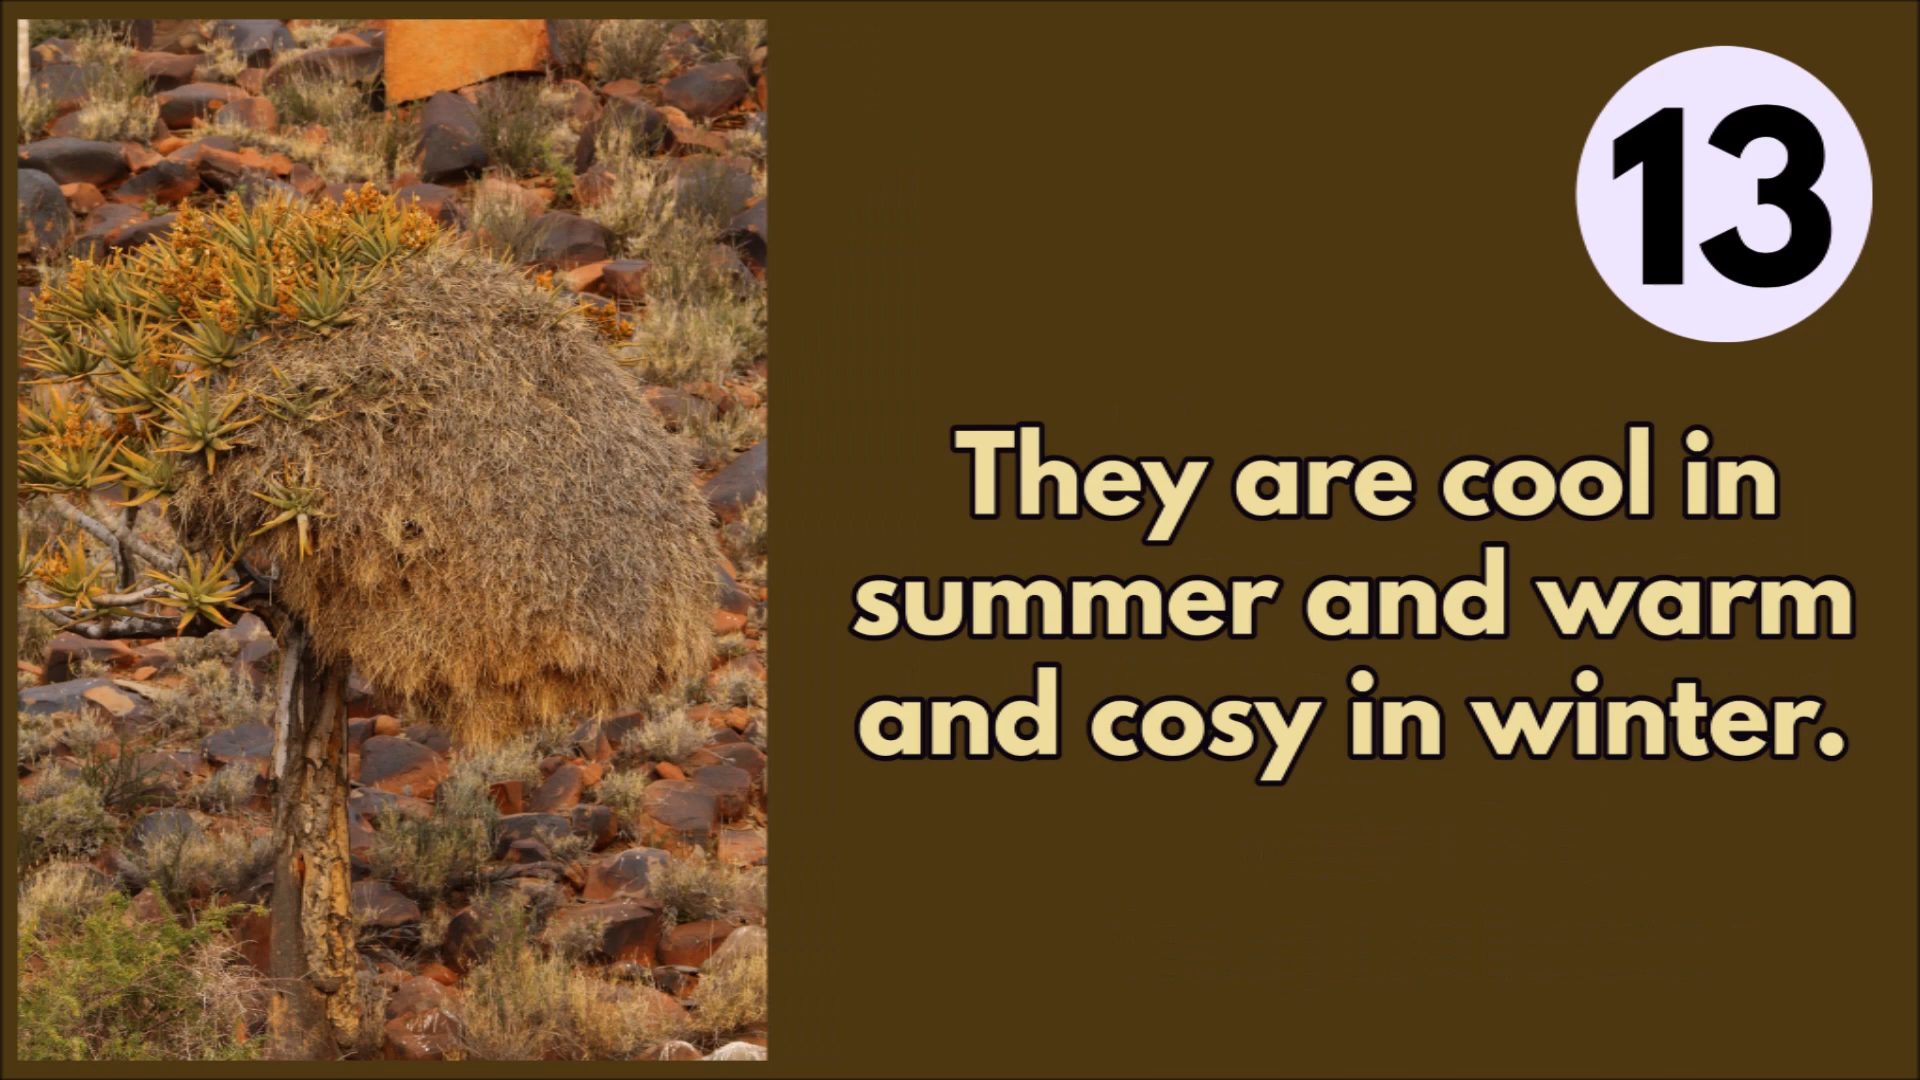 13
They are cool in
summer and warm
and cosy in winter.